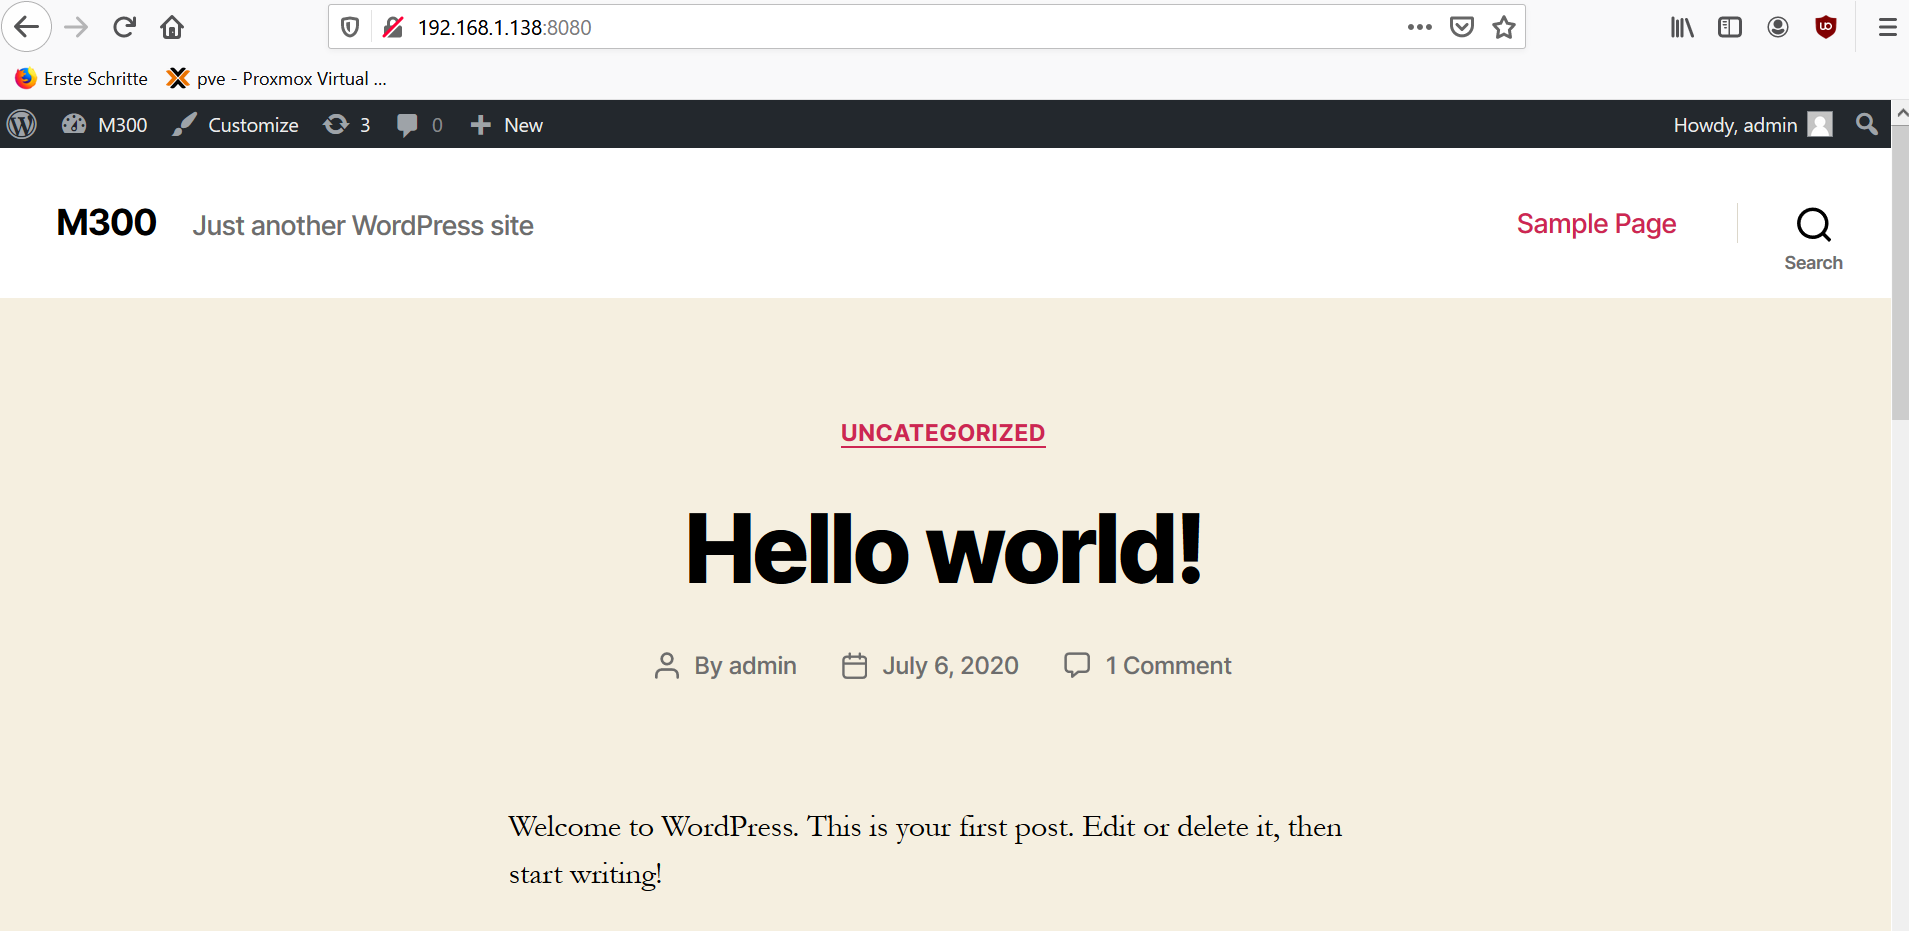 192.168.1.138:8080
Erste Schritte pve - Proxmox Virtual ...
M300 Customize 3 0 New Howdy, admin
M300 Just another WordPress site Sample Page
Search
UNCATEGORIZED
Hello world!
By admin July 6, 2020 1 Comment
Welcome to WordPress. This is your first post. Edit or delete it, then
start writing!